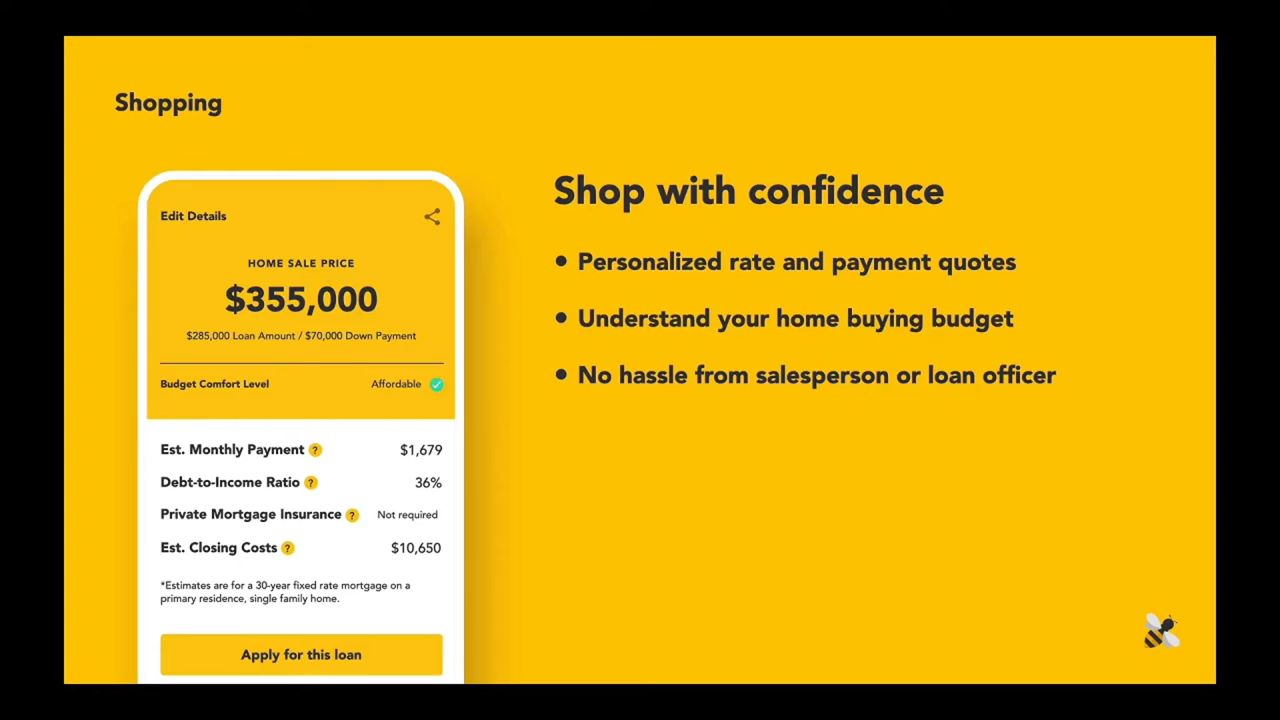 Shopping
Edit Details
HOME SALE PRICE
$355,000
$285,000 Loan Amount / $70,000 Down Payment
Budget Comfort Level Affordable
Est. Monthly Payment ? $1,679
Debt-to-Income Ratio ? 36%
Private Mortgage Insurance ? Not required
Est. Closing Costs ? $10,650
*Estimates are for a 30-year fixed rate mortgage on a
primary residence, single family home.
Apply for this loan
Shop with confidence
• Personalized rate and payment quotes
• Understand your home buying budget
• No hassle from salesperson or loan officer